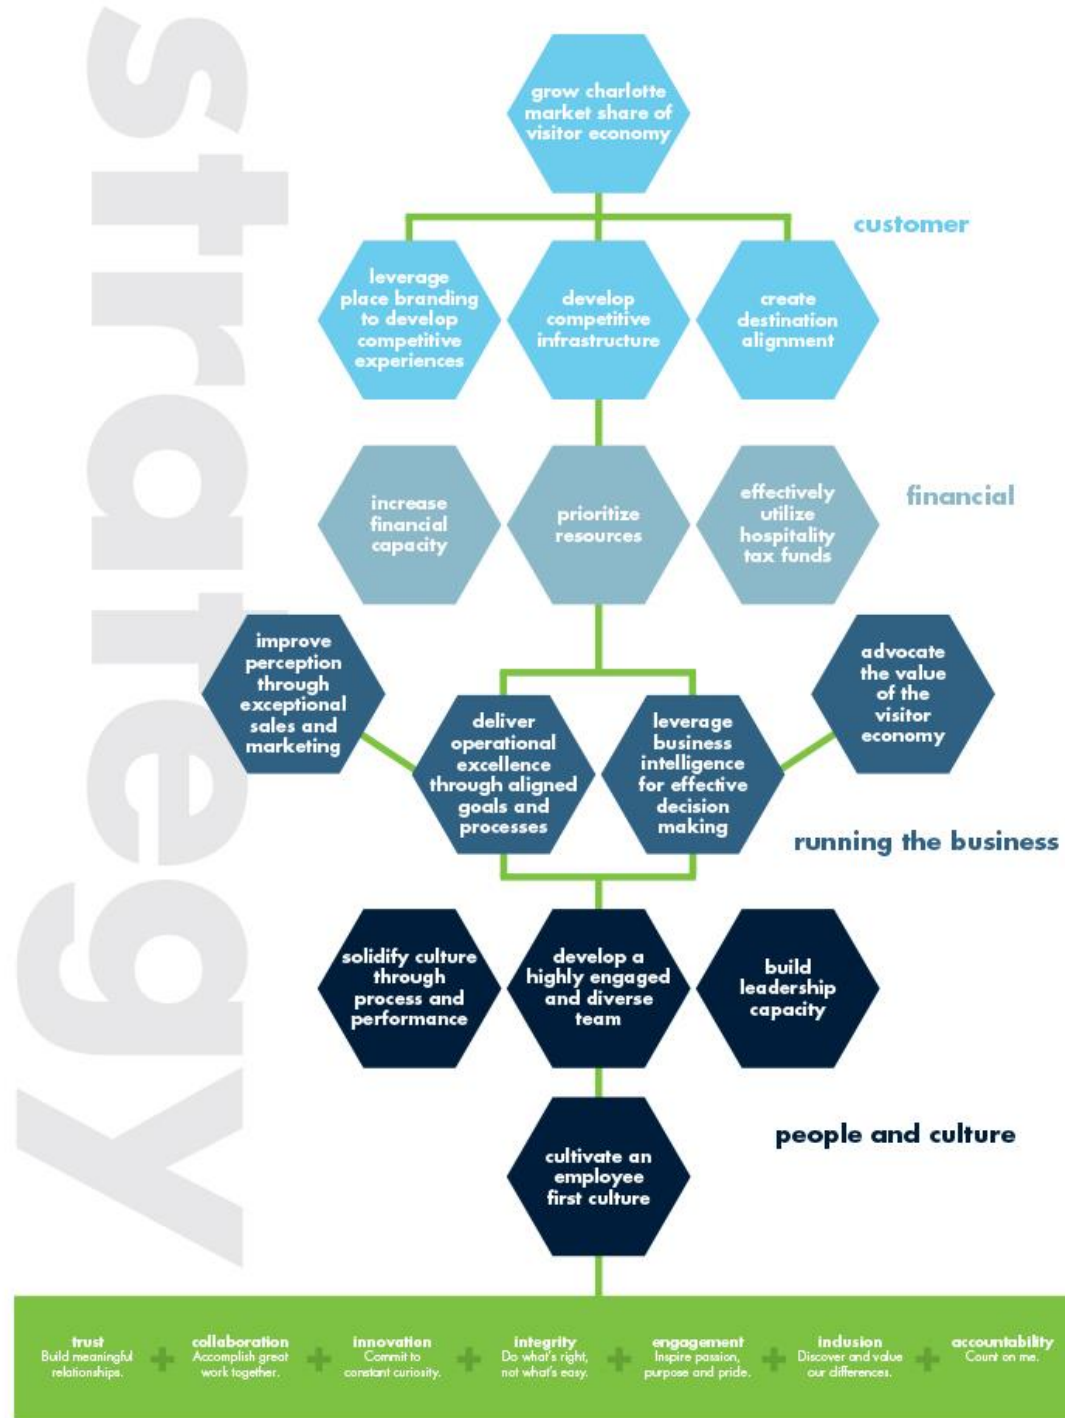 strategy
grow charlotte
market share of
visitor economy
customer
leverage
place branding
to develop
competitive
experiences
develop
competitive
infrastructure
create
destination
alignment
financial
increase
financial
capacity
prioritize
resources
effectively
utilize
hospitality
tax funds
improve
perception
through
exceptional
sales and
marketing
deliver
operational
excellence
through aligned
goals and
processes
leverage
business
intelligence
for effective
decision
making
advocate
the value
of the
visitor
economy
running the business
solidify culture
through
process and
performance
develop a
highly engaged
and diverse
team
build
leadership
capacity
people and culture
cultivate an
employee
first culture
trust
Build meaningful
relationships.
+
collaboration
Accomplish great
work together.
+
innovation
Commit to
constant curiosity.
+
integrity
Do what's right,
not what's easy.
+
engagement
Inspire passion,
purpose and pride.
+
inclusion
Discover and value
our differences.
+
accountability
Count on me.